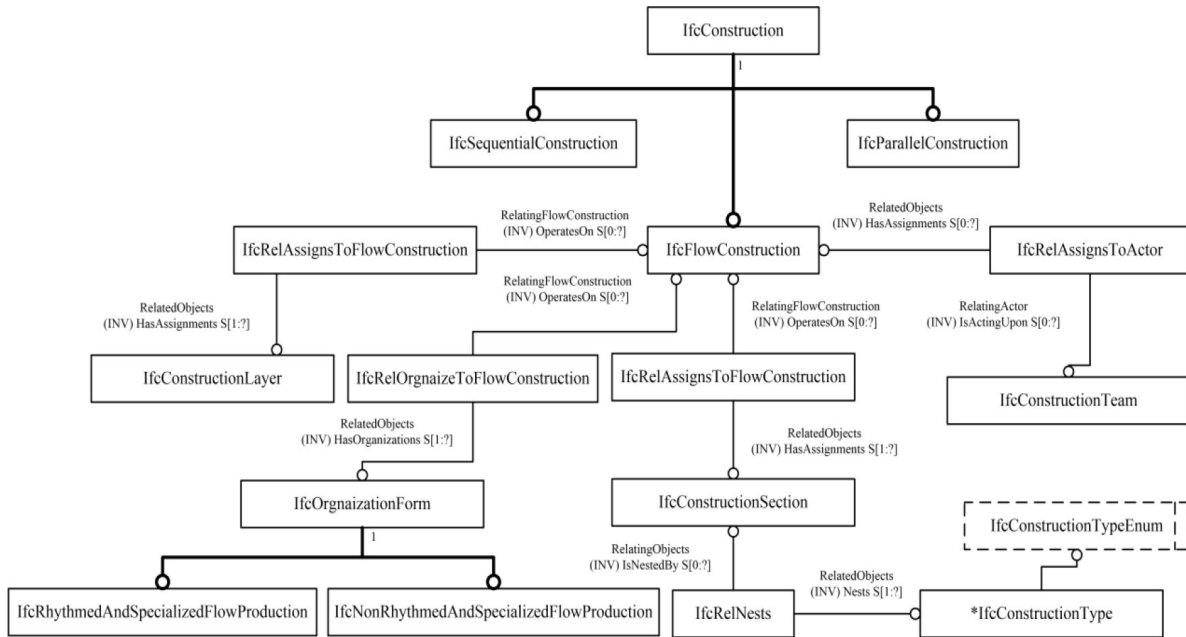 IfcConstruction
1
IfcSequentialConstruction
IfcParallelConstruction
RelatingFlowConstruction
(INV) OperatesOn S[0:?]
RelatedObjects
(INV) HasAssignments S[0:?]
IfcRelAssignsToFlowConstruction
IfcFlowConstruction
IfcRelAssignsToActor
RelatingFlowConstruction
(INV) OperatesOn S[0:?]
RelatedObjects
(INV) HasAssignments S[1:?]
RelatingFlowConstruction
(INV) OperatesOn S[0:?]
RelatingActor
(INV) IsActingUpon S[0:?]
IfcConstructionLayer
IfcRelOrgnaizeToFlowConstruction
IfcRelAssignsToFlowConstruction
IfcConstructionTeam
RelatedObjects
(INV) HasOrganizations S[1:?]
RelatedObjects
(INV) HasAssignments S[1:?]
IfcOrgnaizationForm
1
IfcConstructionSection
IfcConstructionTypeEnum
RelatingObjects
(INV) IsNestedBy S[0:?]
RelatedObjects
(INV) Nests S[1:?]
IfcRhythmedAndSpecializedFlowProduction
IfcNonRhythmedAndSpecializedFlowProduction
IfcRelNests
*IfcConstructionType